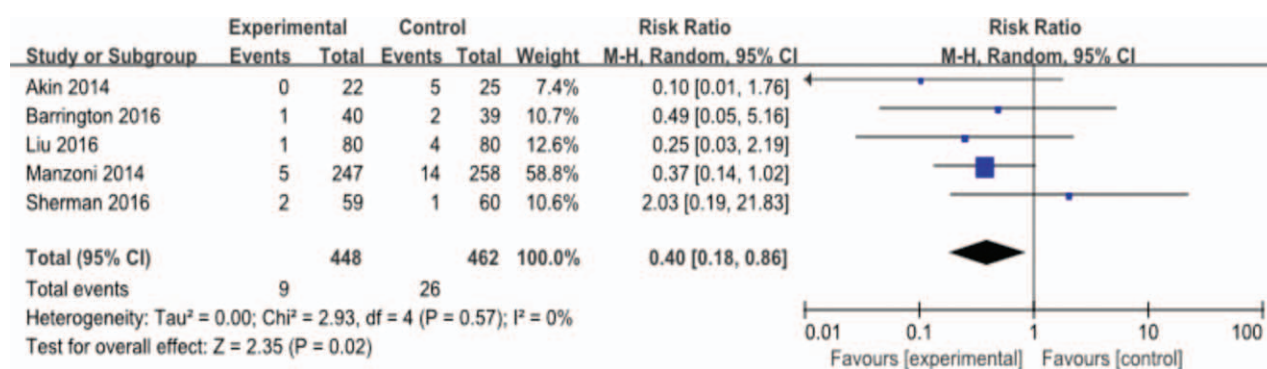 Experimental Control Risk Ratio Risk Ratio
Study or Subgroup Events Total Events Total Weight M-H, Random, 95% CI M-H, Random, 95% CI
Akin 2014 0 22 5 25 7.4% 0.10 [0.01, 1.76]
Barrington 2016 1 40 2 39 10.7% 0.49 [0.05, 5.16]
Liu 2016 1 80 4 80 12.6% 0.25 [0.03, 2.19]
Manzoni 2014 5 247 14 258 58.8% 0.37 [0.14, 1.02]
Sherman 2016 2 59 1 60 10.6% 2.03 [0.19, 21.83]
Total (95% CI) 448 462 100.0% 0.40 [0.18, 0.86]
Total events 9 26
Heterogeneity: Tau² = 0.00; Chi² = 2.93, df = 4 (P = 0.57); I² = 0%
Test for overall effect: Z = 2.35 (P = 0.02)
0.01 0.1 1 10 100
Favours [experimental] Favours [control]